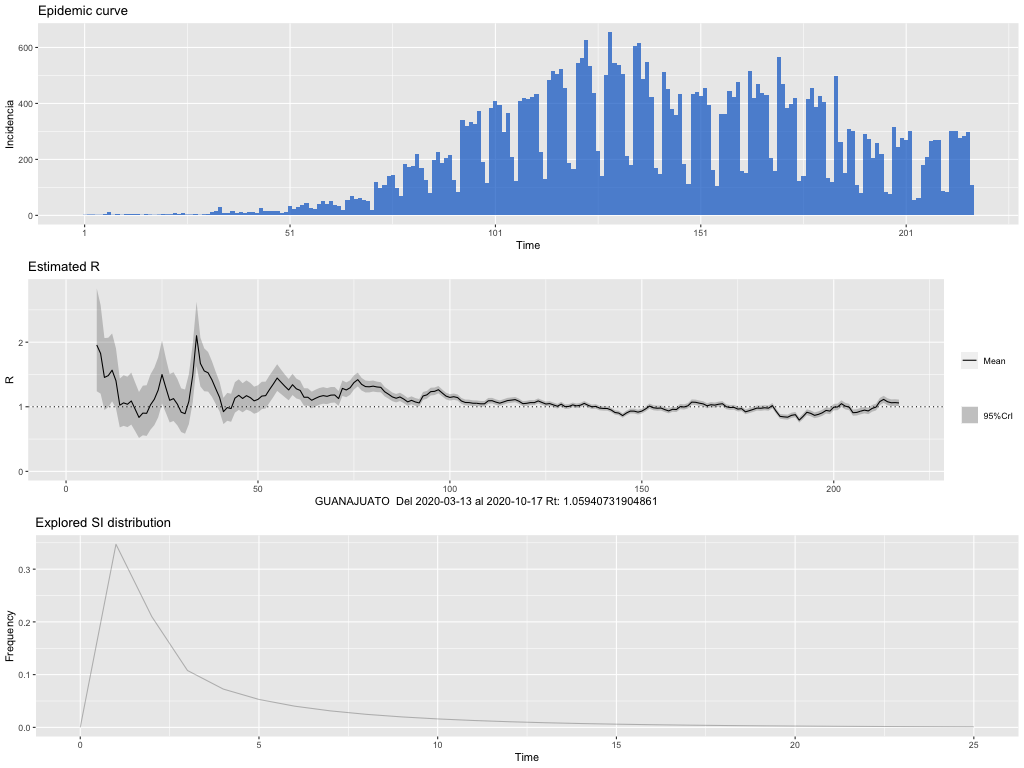 Epidemic curve
600
400
200
0
Incidencia
1 51 101 151 201
Time
Estimated R
2
1
0
R
Mean
95%CrI
0 50 100 150 200
GUANAJUATO  Del 2020-03-13 al 2020-10-17 Rt: 1.05940731904861
Explored SI distribution
0.3
0.2
0.1
0.0
Frequency
0 5 10 15 20 25
Time